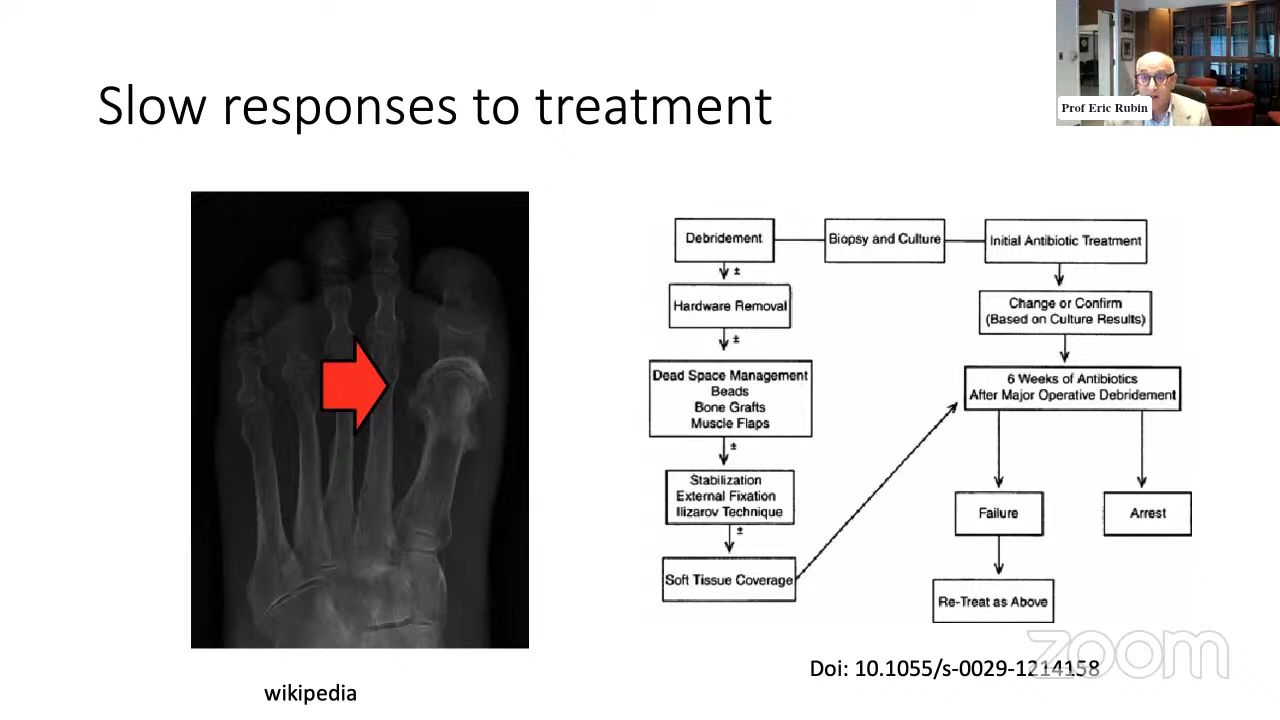 Prof Eric Rubin
Slow responses to treatment
Debridement
Biopsy and Culture
Initial Antibiotic Treatment
±
Hardware Removal
±
Dead Space Management
Beads
Bone Grafts
Muscle Flaps
±
Stabilization
External Fixation
Ilizarov Technique
±
Soft Tissue Coverage
Change or Confirm
(Based on Culture Results)
6 Weeks of Antibiotics
After Major Operative Debridement
Failure
Arrest
Re-Treat as Above
wikipedia
Doi: 10.1055/s-0029-1214158
zoom